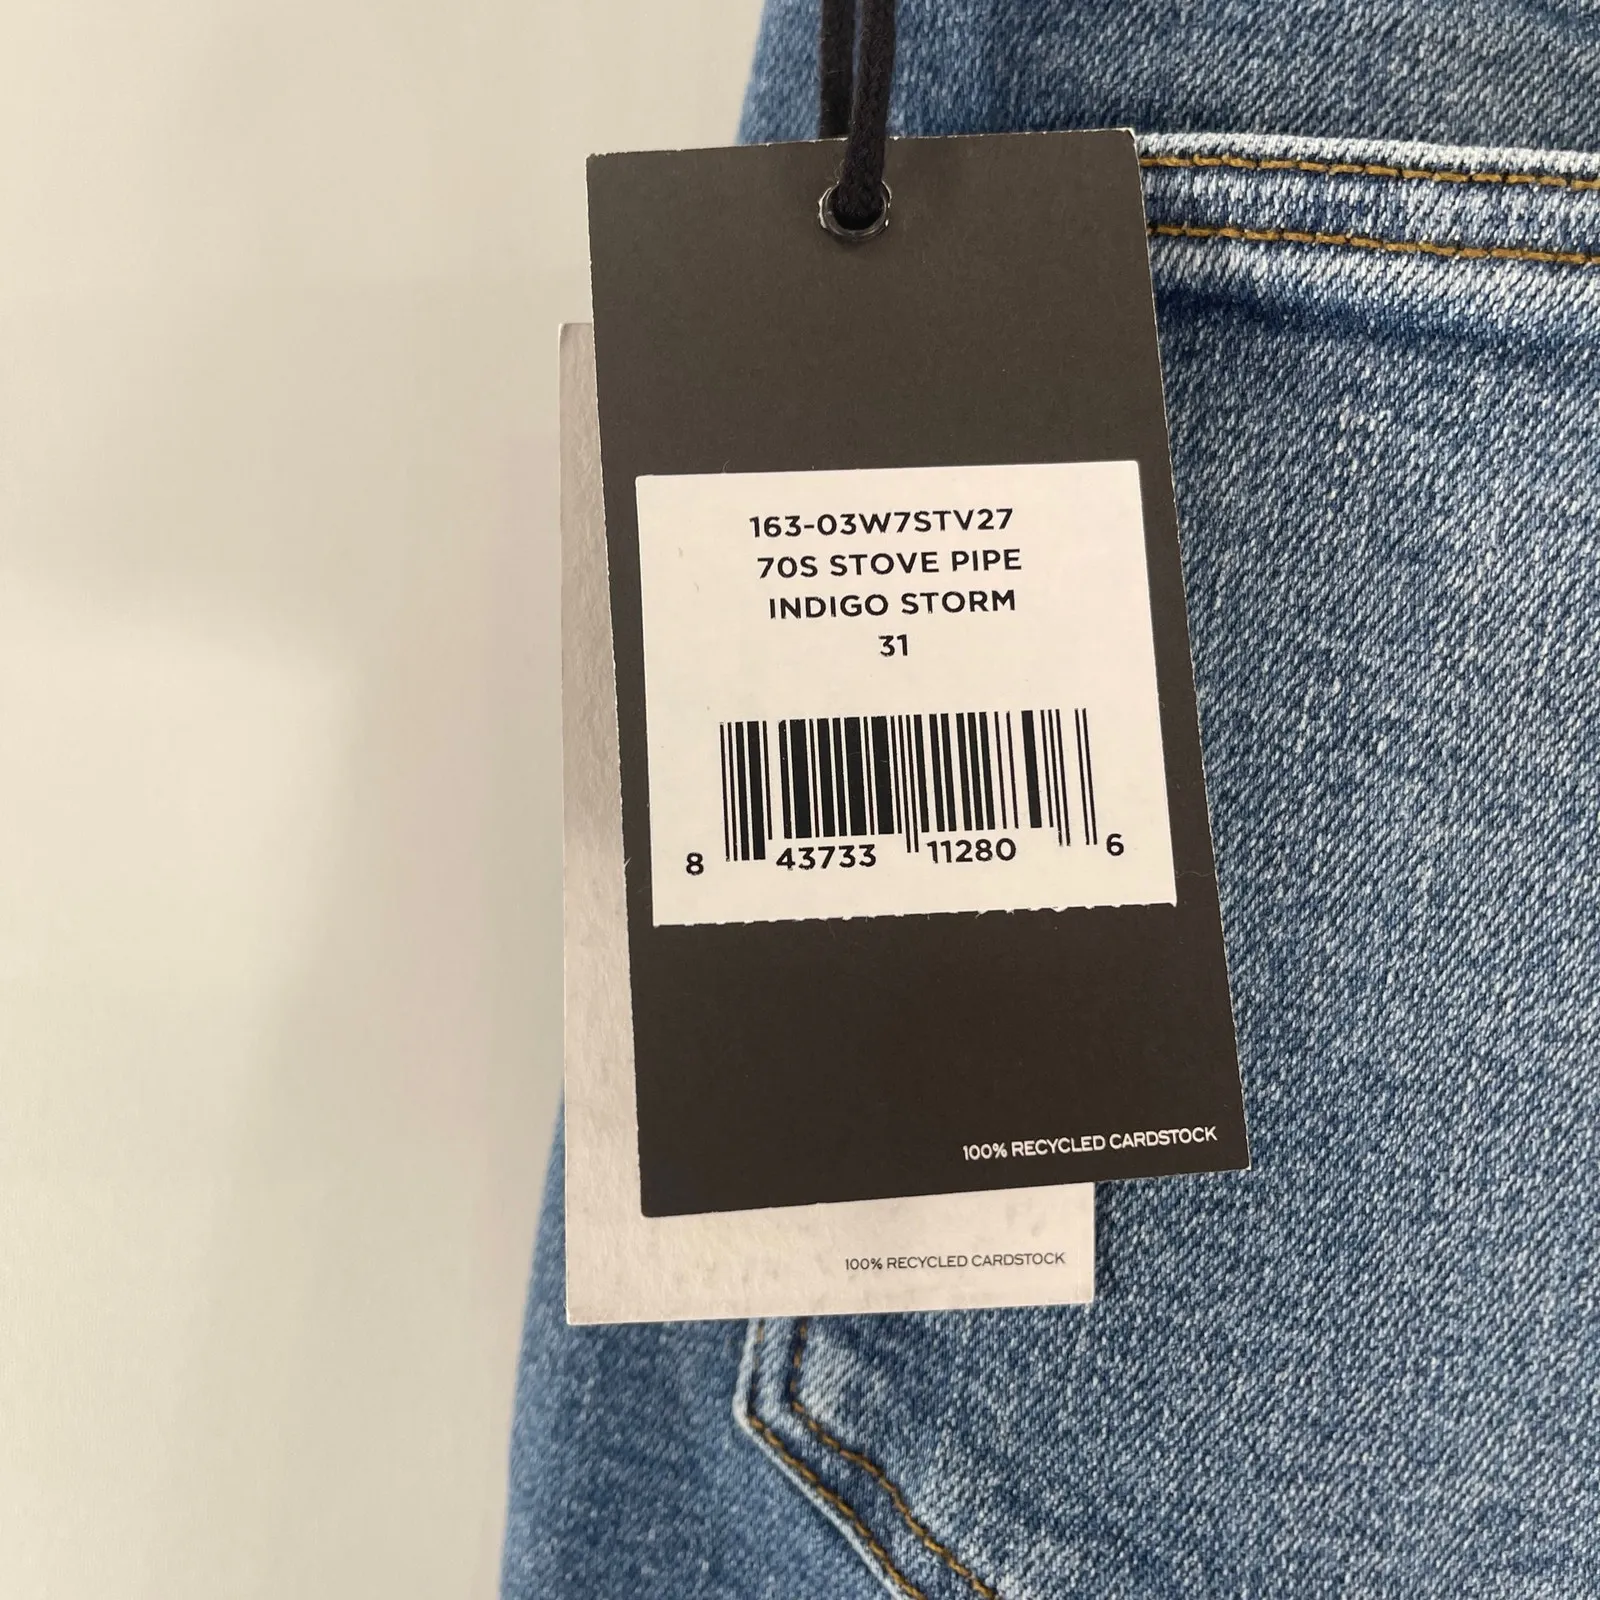 163-03W7STV27
70S STOVE PIPE
INDIGO STORM
31
8 43733 11280 6
100% RECYCLED CARDSTOCK
100% RECYCLED CARDSTOCK